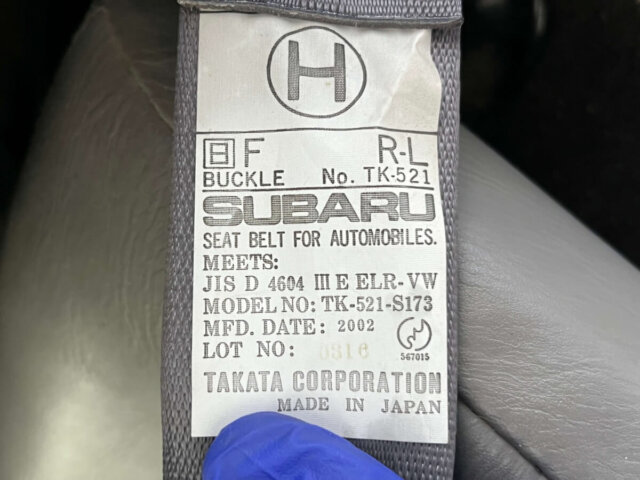 H
日 F R-L
BUCKLE No. TK-521
SUBARU
SEAT BELT FOR AUTOMOBILES.
MEETS:
JIS D 4604 III E ELR-VW
MODEL NO: TK-521-S173
MFD. DATE: 2002
LOT NO: 0316
567015
TAKATA CORPORATION
MADE IN JAPAN